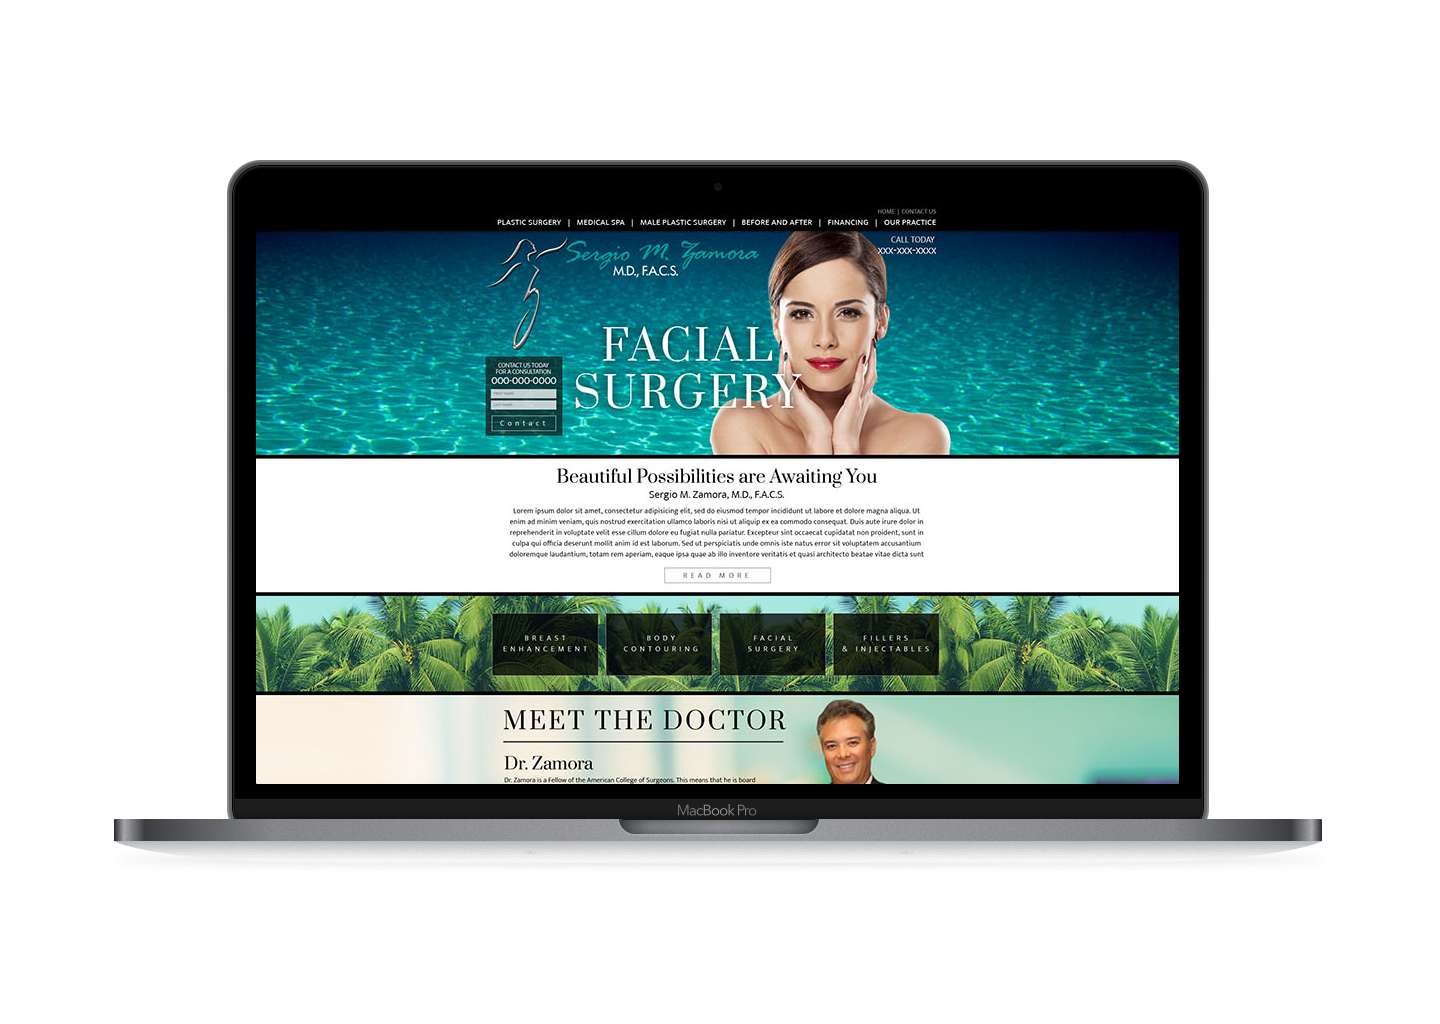 HOME | CONTACT US
PLASTIC SURGERY | MEDICAL SPA | MALE PLASTIC SURGERY | BEFORE AND AFTER | FINANCING | OUR PRACTICE
CALL TODAY
XXX-XXX-XXXX
Sergio M. Zamora
M.D., F.A.C.S.
FACIAL
SURGERY
CONTACT US TODAY
FOR A CONSULTATION
000-000-0000
FIRST NAME
LAST NAME
Contact
Beautiful Possibilities are Awaiting You
Sergio M. Zamora, M.D., F.A.C.S.
Lorem ipsum dolor sit amet, consectetur adipisicing elit, sed do eiusmod tempor incididunt ut labore et dolore magna aliqua. Ut
enim ad minim veniam, quis nostrud exercitation ullamco laboris nisi ut aliquip ex ea commodo consequat. Duis aute irure dolor in
reprehenderit in voluptate velit esse cillum dolore eu fugiat nulla pariatur. Excepteur sint occaecat cupidatat non proident, sunt in
culpa qui officia deserunt mollit anim id est laborum. Sed ut perspiciatis unde omnis iste natus error sit voluptatem accusantium
doloremque laudantium, totam rem aperiam, eaque ipsa quae ab illo inventore veritatis et quasi architecto beatae vitae dicta sunt
READ MORE
BREAST
ENHANCEMENT
BODY
CONTOURING
FACIAL
SURGERY
FILLERS
& INJECTABLES
MEET THE DOCTOR
Dr. Zamora
Dr. Zamora is a Fellow of the American College of Surgeons. This means that he is board
MacBook Pro